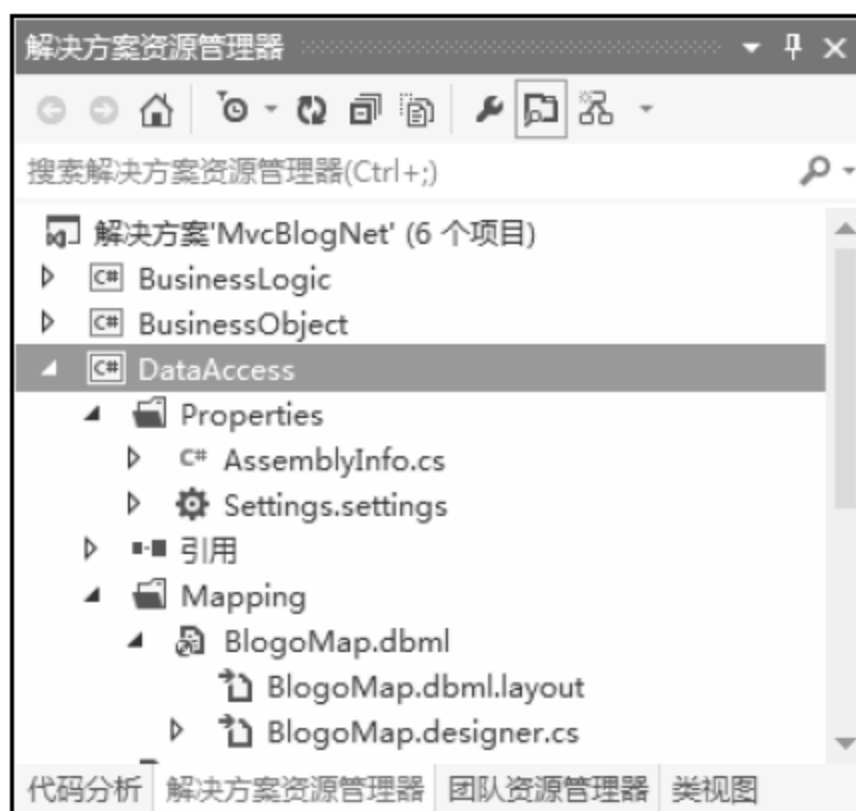 解决方案资源管理器
搜索解决方案资源管理器(Ctrl+;)
解决方案'MvcBlogNet' (6 个项目)
C# BusinessLogic
C# BusinessObject
C# DataAccess
Properties
C# AssemblyInfo.cs
Settings.settings
引用
Mapping
BlogoMap.dbml
BlogoMap.dbml.layout
BlogoMap.designer.cs
代码分析 解决方案资源管理器 团队资源管理器 类视图